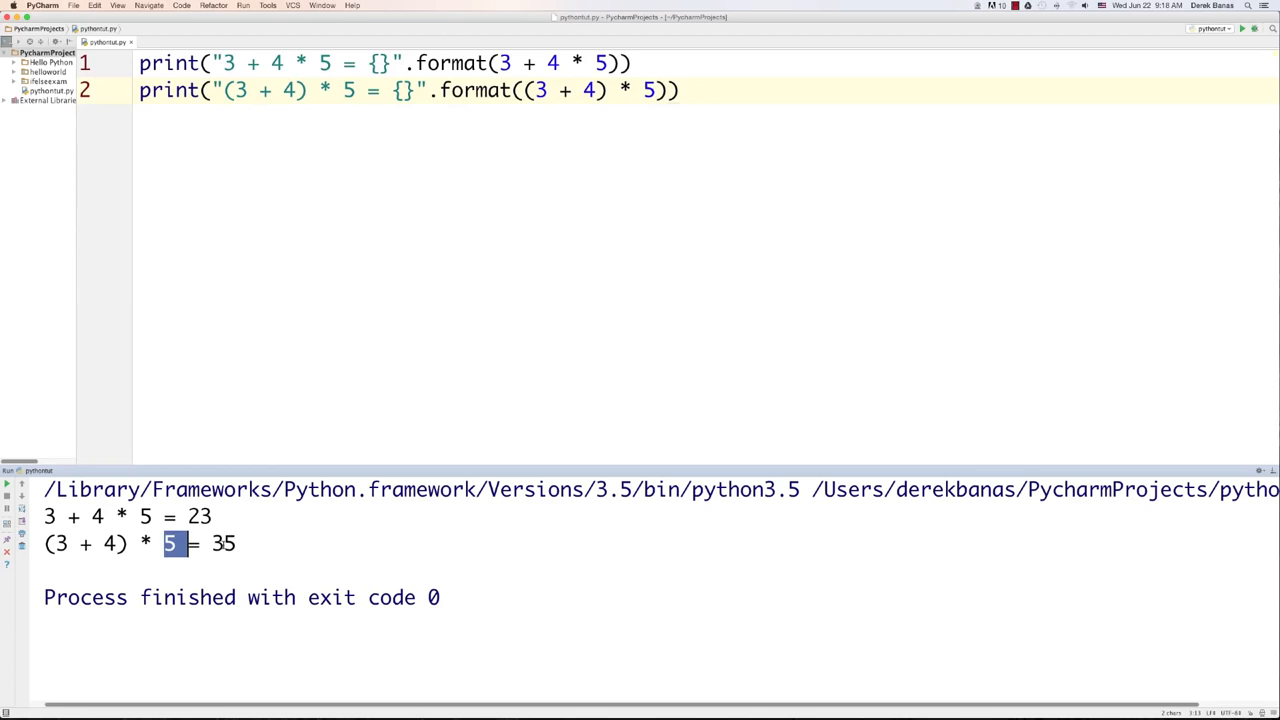 PyCharm File Edit View Navigate Code Refactor Run Tools VCS Window Help 10 Wed Jun 22 9:18 AM Derek Banas
pythontut.py - PycharmProjects - [~/PycharmProjects]
PycharmProjects pythontut.py pythontut
pythontut.py
PycharmProject
Hello Python
helloworld
ifelseexam
pythontut.py
External Librarie
1 print("3 + 4 * 5 = {}".format(3 + 4 * 5))
2 print("(3 + 4) * 5 = {}".format((3 + 4) * 5))
Run pythontut
/Library/Frameworks/Python.framework/Versions/3.5/bin/python3.5 /Users/derekbanas/PycharmProjects/pytho
3 + 4 * 5 = 23
(3 + 4) * 5 = 35
Process finished with exit code 0
2 chars 3:13 LF÷ UTF-8÷